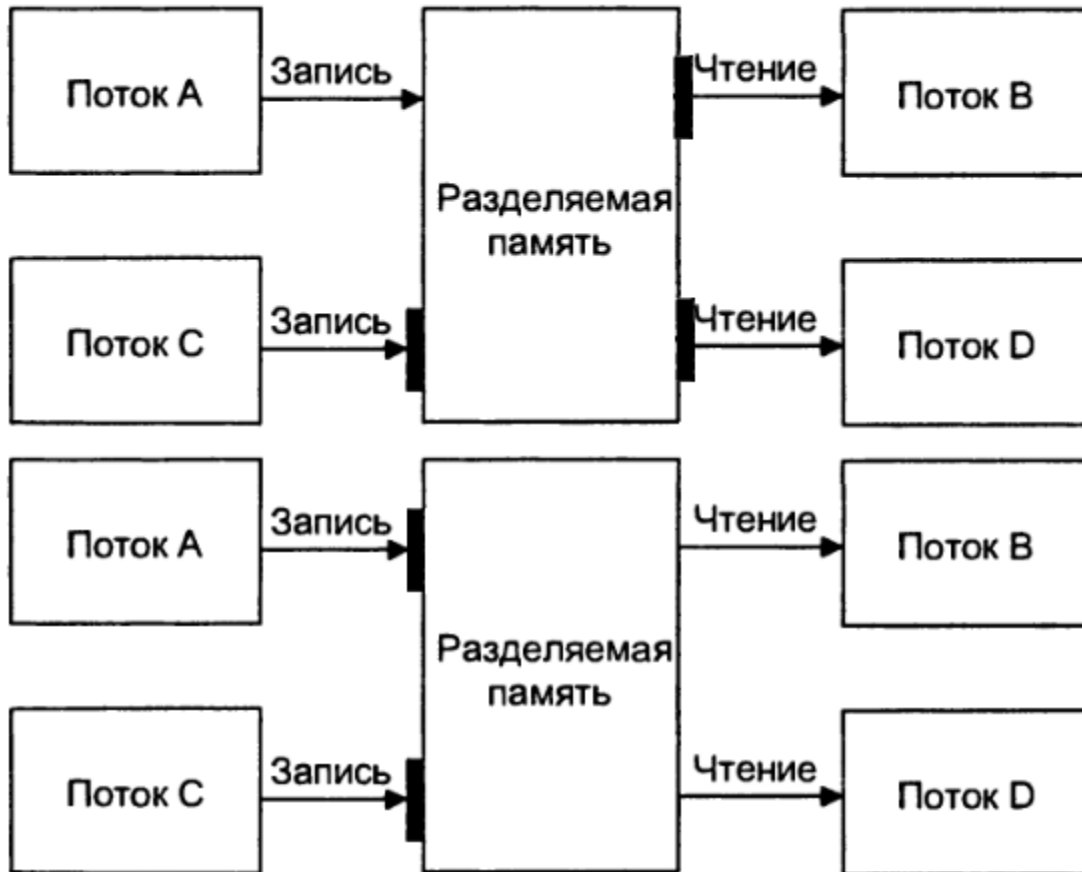 Поток A
Запись
Чтение
Поток B
Разделяемая
память
Поток C
Запись
Чтение
Поток D
Поток A
Запись
Чтение
Поток B
Разделяемая
память
Поток C
Запись
Чтение
Поток D